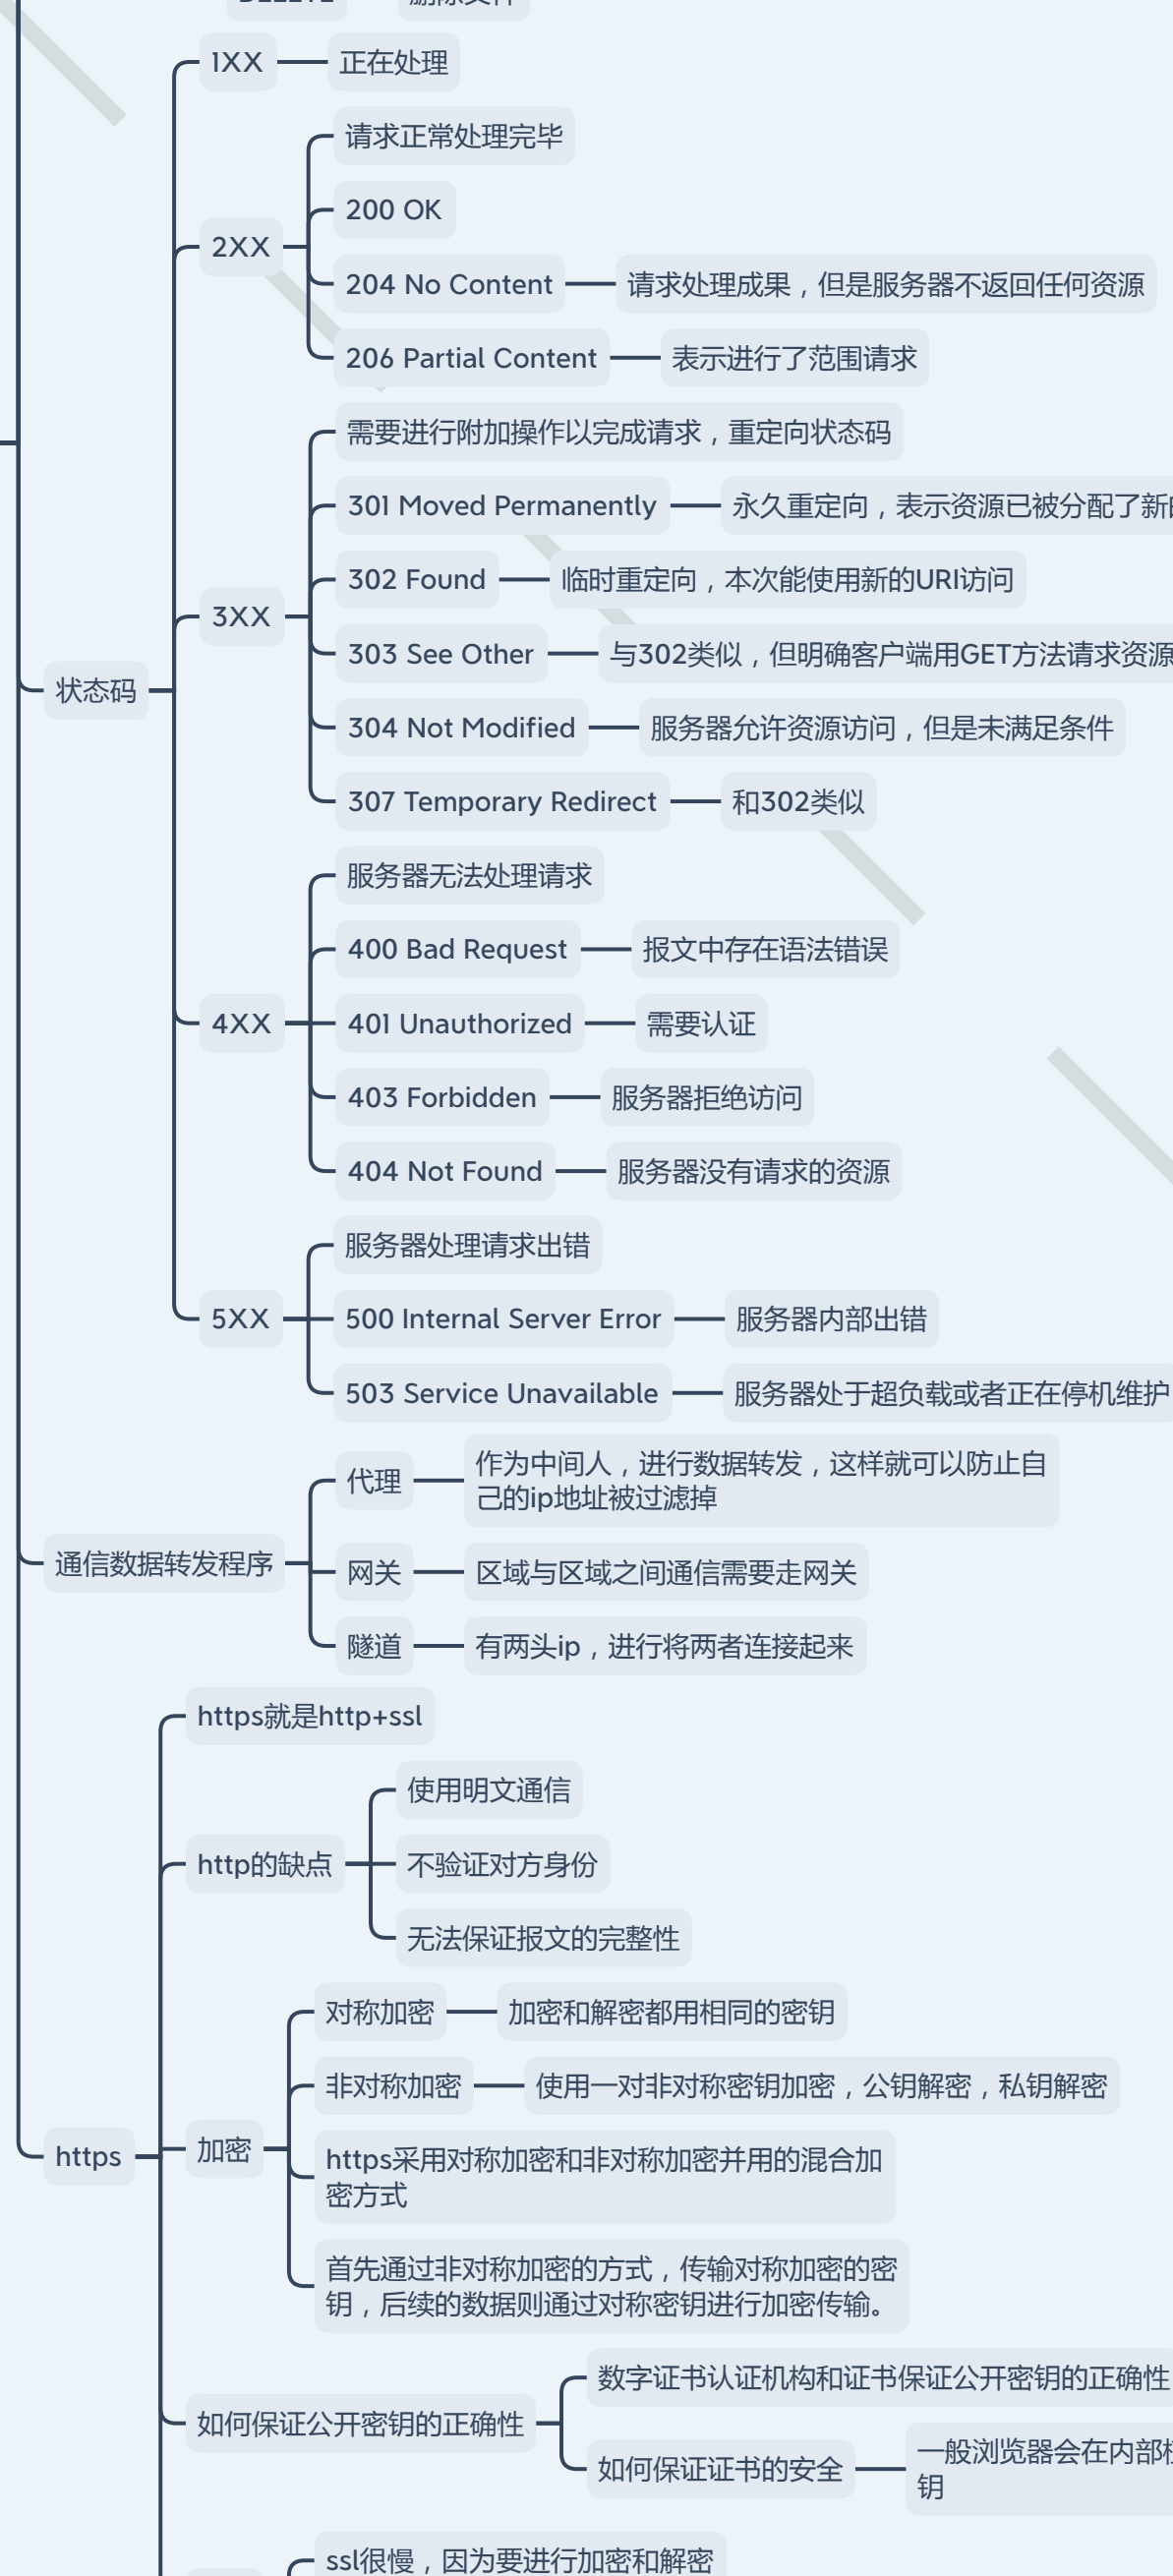 1XX
正在处理
请求正常处理完毕
200 OK
2XX
204 No Content
请求处理成果，但是服务器不返回任何资源
206 Partial Content
表示进行了范围请求
需要进行附加操作以完成请求，重定向状态码
301 Moved Permanently
永久重定向，表示资源已被分配了新
302 Found
临时重定向，本次能使用新的URI访问
3XX
303 See Other
与302类似，但明确客户端用GET方法请求资源
状态码
304 Not Modified
服务器允许资源访问，但是未满足条件
307 Temporary Redirect
和302类似
服务器无法处理请求
400 Bad Request
报文中存在语法错误
4XX
401 Unauthorized
需要认证
403 Forbidden
服务器拒绝访问
404 Not Found
服务器没有请求的资源
服务器处理请求出错
5XX
500 Internal Server Error
服务器内部出错
503 Service Unavailable
服务器处于超负载或者正在停机维护
代理
作为中间人，进行数据转发，这样就可以防止自
己的ip地址被过滤掉
通信数据转发程序
网关
区域与区域之间通信需要走网关
隧道
有两头ip，进行将两者连接起来
https就是http+ssl
使用明文通信
http的缺点
不验证对方身份
无法保证报文的完整性
对称加密
加密和解密都用相同的密钥
非对称加密
使用一对非对称密钥加密，公钥解密，私钥解密
https
加密
https采用对称加密和非对称加密并用的混合加
密方式
首先通过非对称加密的方式，传输对称加密的密
钥，后续的数据则通过对称密钥进行加密传输。
数字证书认证机构和证书保证公开密钥的正确性
如何保证公开密钥的正确性
如何保证证书的安全
一般浏览器会在内部
钥
ssl很慢，因为要进行加密和解密